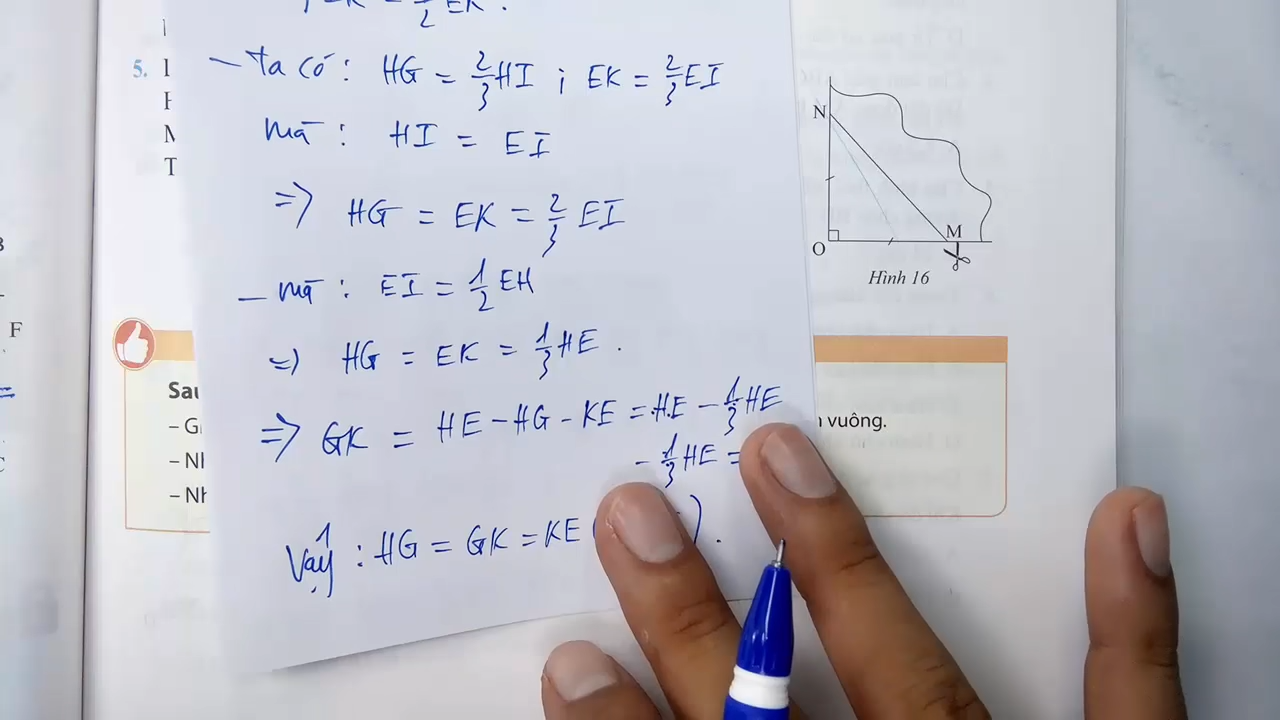 – Ta có : HG = 2/3 HI ; EK = 2/3 EI
mà : HI = EI
=> HG = EK = 2/3 EI
– mà : EI = 1/2 EH
=> HG = EK = 1/3 HE .
=> GK = HE – HG – KE = HE – 1/3 HE
– 1/3 HE =
Vậy : HG = GK = KE ( ) .
5.
N
O
M
Hình 16
F
Sau
vuông.
– G
– Nh
– Nh